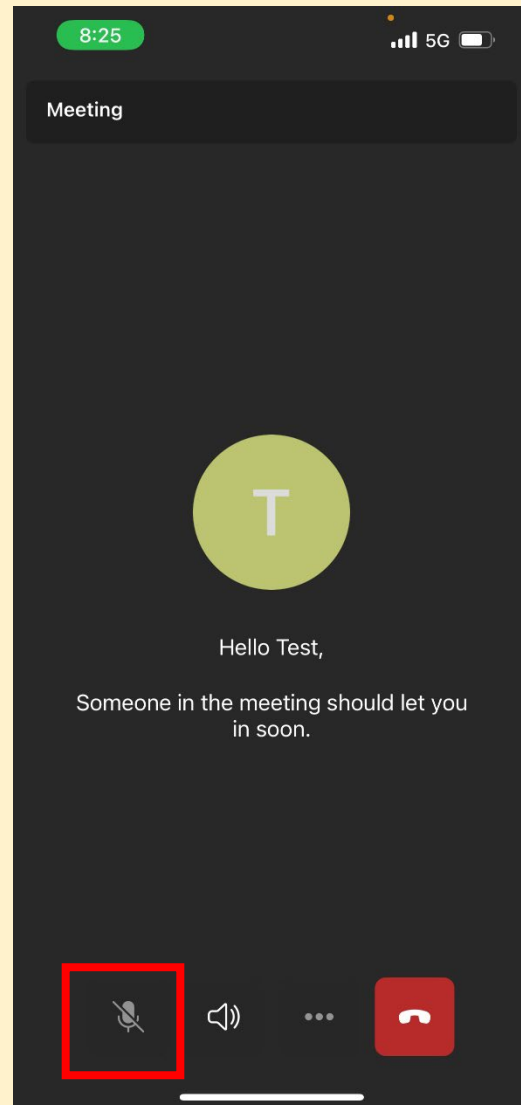 8:25
5G
Meeting
T
Hello Test,
Someone in the meeting should let you
in soon.